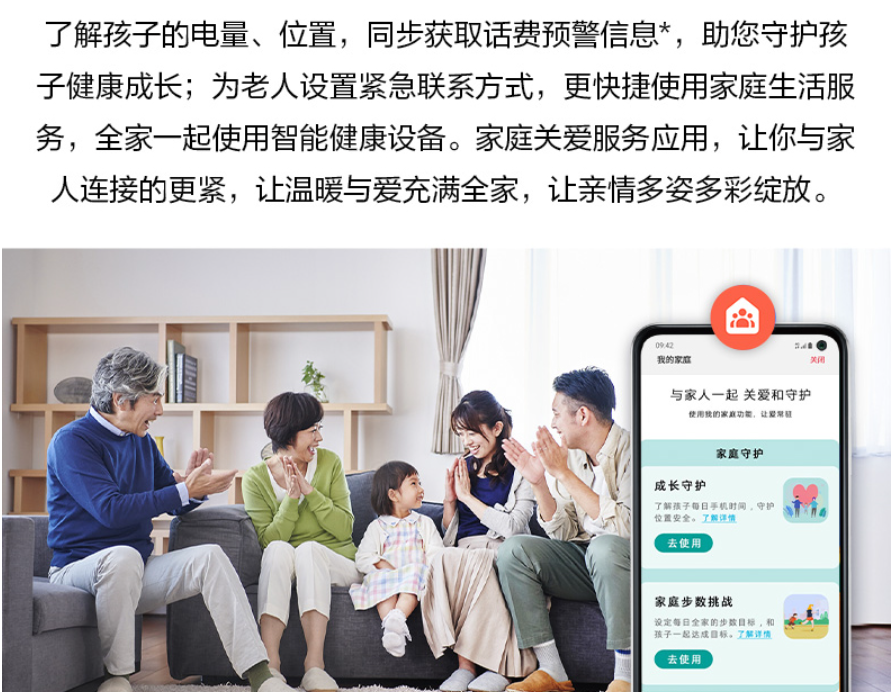 了解孩子的电量、位置，同步获取话费预警信息*，助您守护孩
子健康成长；为老人设置紧急联系方式，更快捷使用家庭生活服
务，全家一起使用智能健康设备。家庭关爱服务应用，让你与家
人连接的更紧，让温暖与爱充满全家，让亲情多姿多彩绽放。
09:42
我的家庭
关闭
与家人一起 关爱和守护
使用我的家庭功能、让爱常驻
家庭守护
成长守护
了解孩子每日手机时间，守护
位置安全。了解详情
去使用
家庭步数挑战
设定每日全家的步数目标，和
孩子一起达成目标。了解详情
去使用